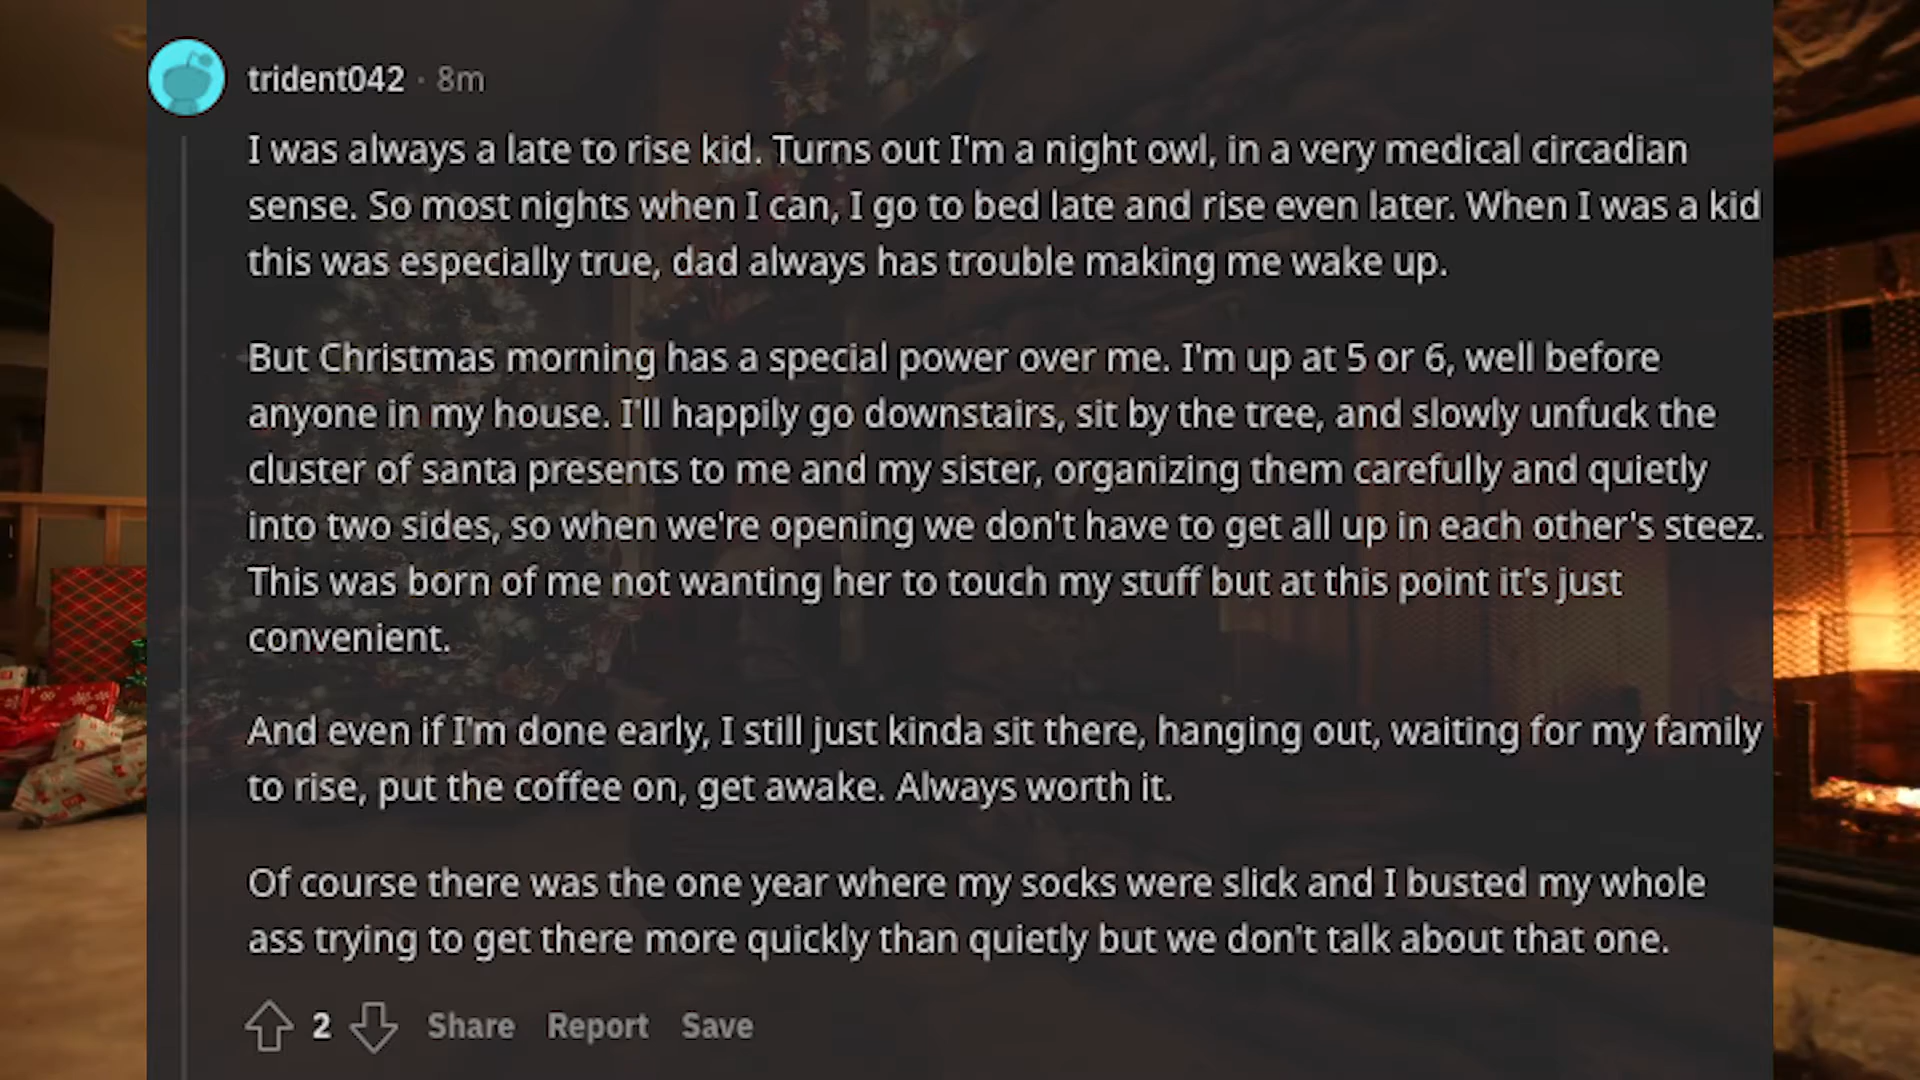 trident042 · 8m
I was always a late to rise kid. Turns out I'm a night owl, in a very medical circadian
sense. So most nights when I can, I go to bed late and rise even later. When I was a kid
this was especially true, dad always has trouble making me wake up.
But Christmas morning has a special power over me. I'm up at 5 or 6, well before
anyone in my house. I'll happily go downstairs, sit by the tree, and slowly unfuck the
cluster of santa presents to me and my sister, organizing them carefully and quietly
into two sides, so when we're opening we don't have to get all up in each other's steez.
This was born of me not wanting her to touch my stuff but at this point it's just
convenient.
And even if I'm done early, I still just kinda sit there, hanging out, waiting for my family
to rise, put the coffee on, get awake. Always worth it.
Of course there was the one year where my socks were slick and I busted my whole
ass trying to get there more quickly than quietly but we don't talk about that one.
2 Share Report Save